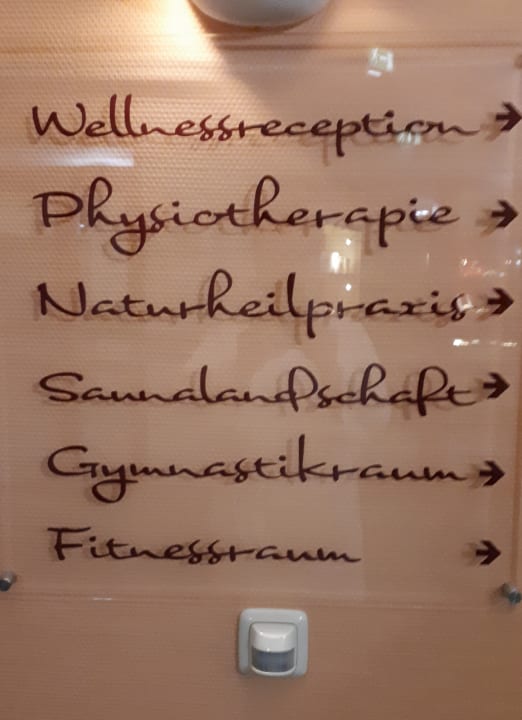 Wellnessreception →
Physiotherapie →
Naturheilpraxis →
Saunalandschaft →
Gymnastikraum →
Fitnessraum →